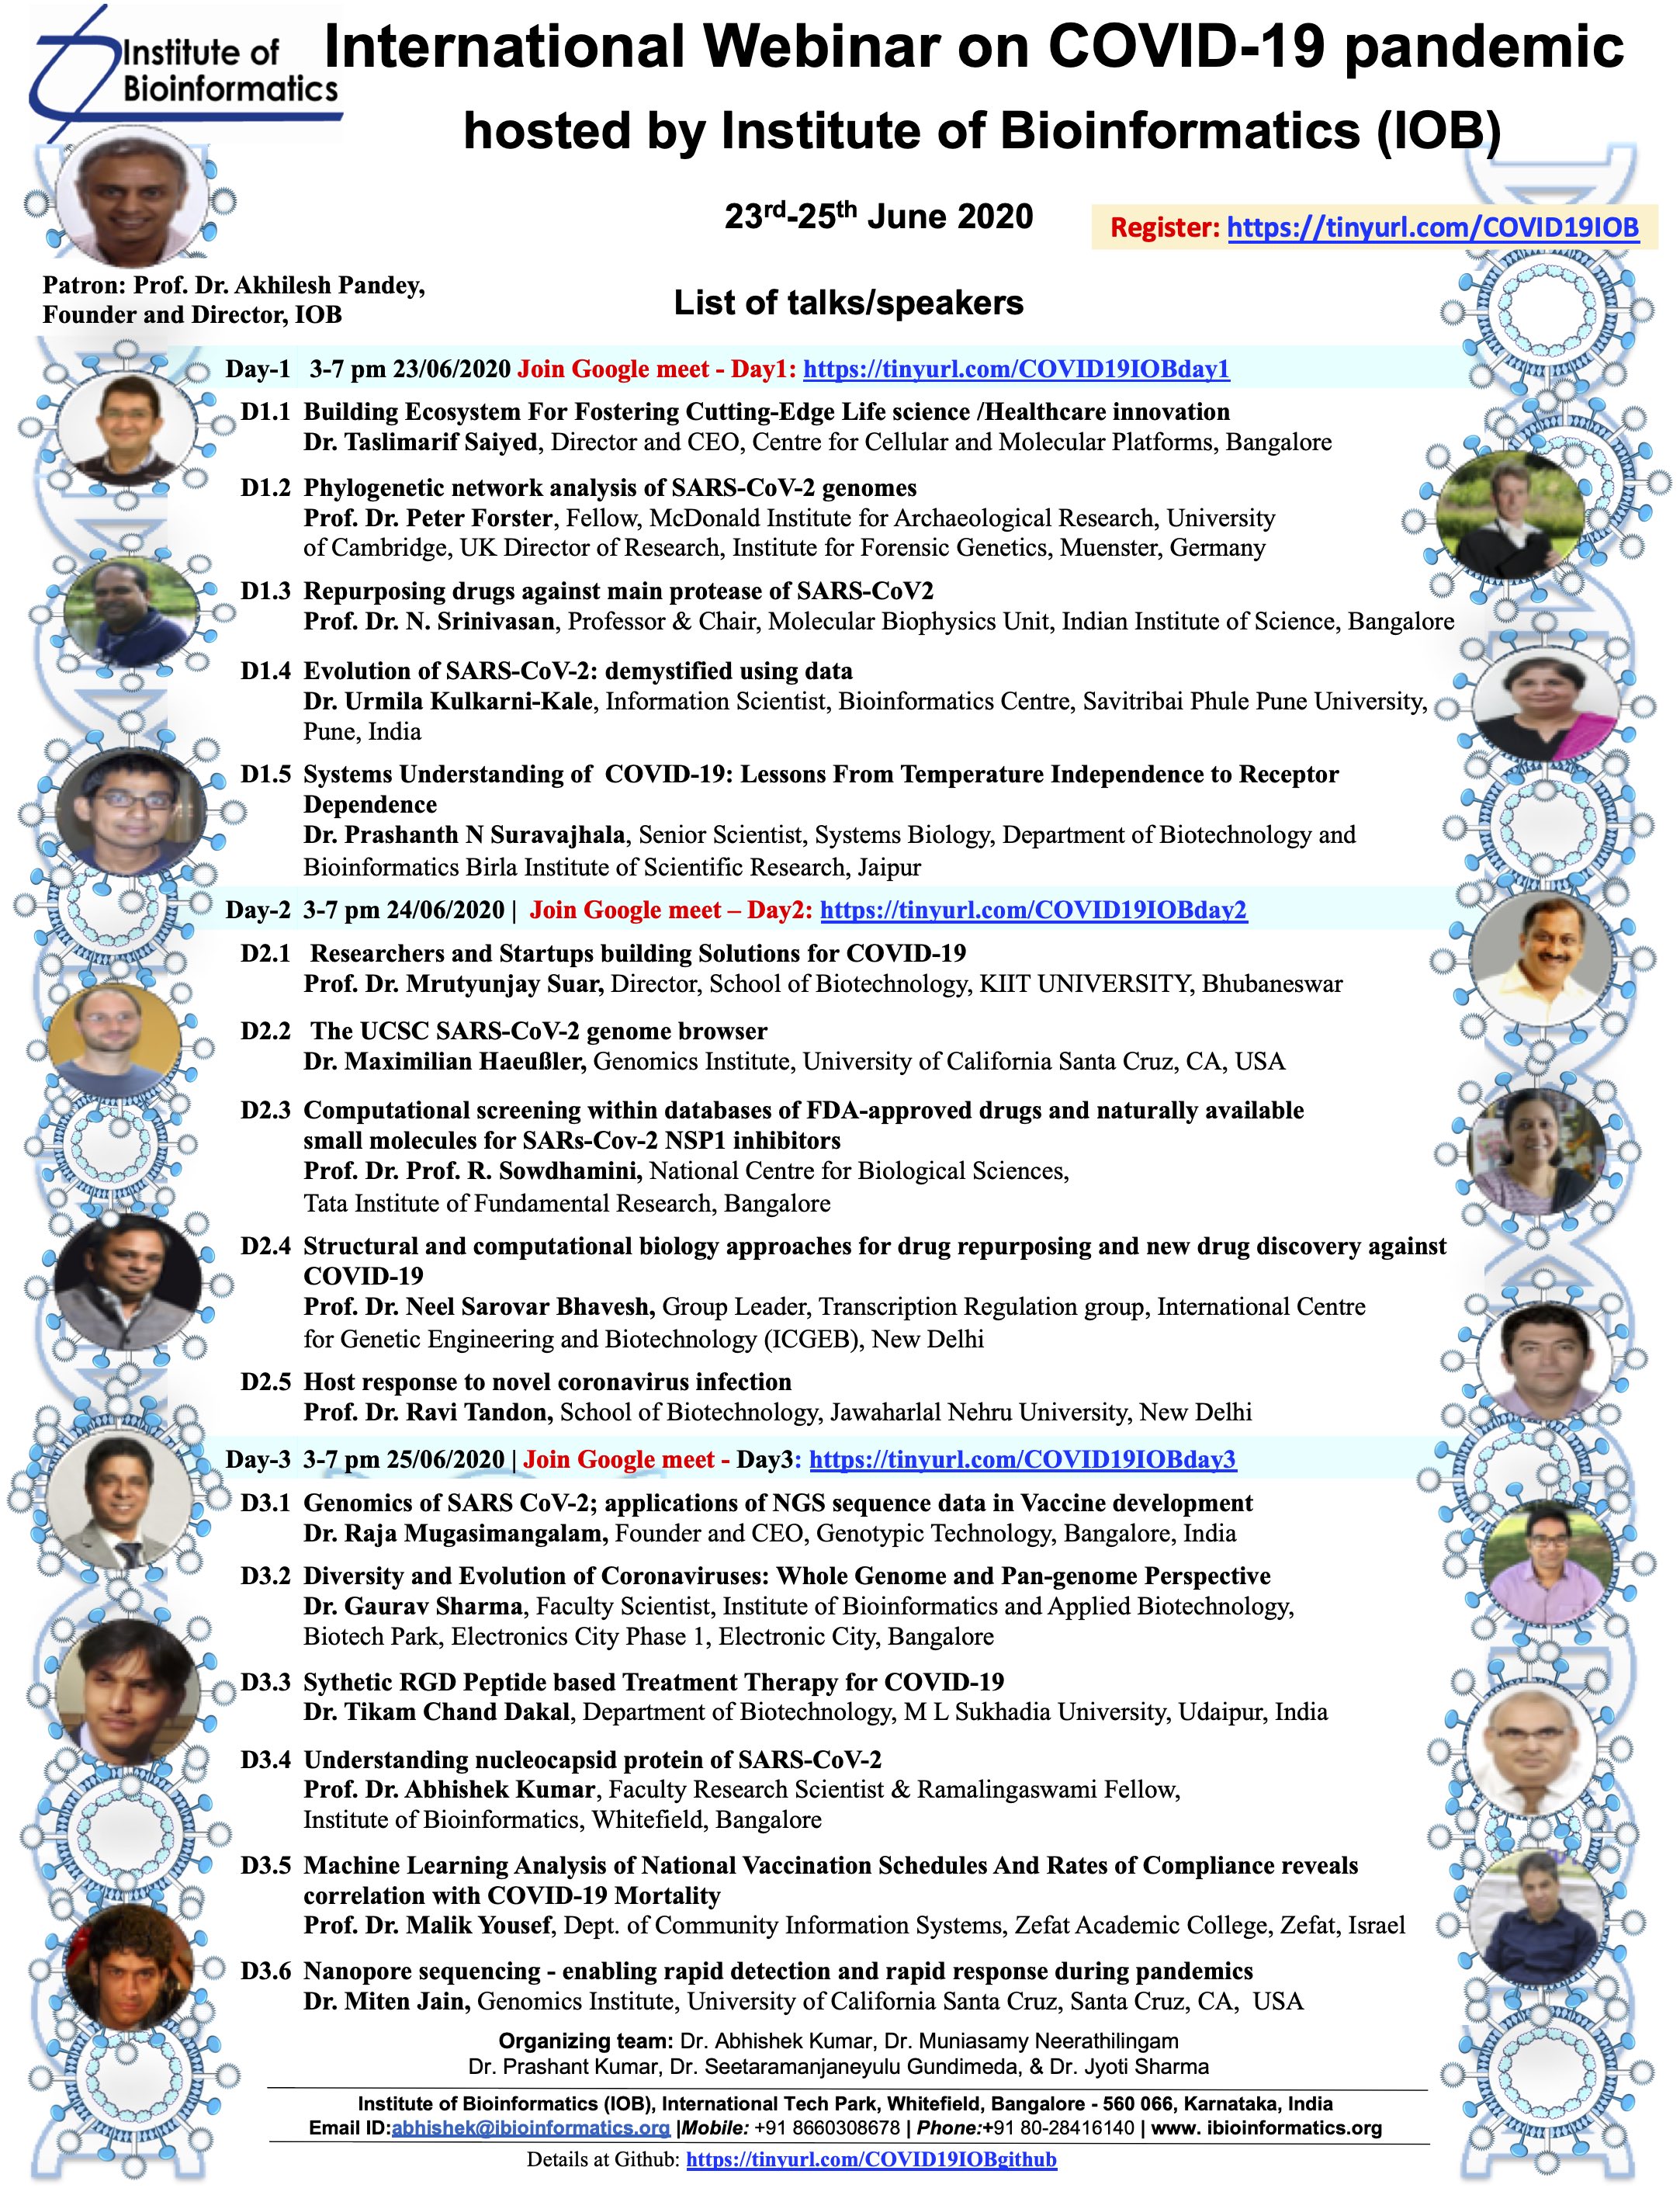 Institute of
Bioinformatics
International Webinar on COVID-19 pandemic
hosted by Institute of Bioinformatics (IOB)
23rd-25th June 2020
Register: https://tinyurl.com/COVID19IOB
Patron: Prof. Dr. Akhilesh Pandey,
Founder and Director, IOB
List of talks/speakers
Day-1 3-7 pm 23/06/2020 Join Google meet - Day1: https://tinyurl.com/COVID19IOBday1
D1.1 Building Ecosystem For Fostering Cutting-Edge Life science /Healthcare innovation
Dr. Taslimarif Saiyed, Director and CEO, Centre for Cellular and Molecular Platforms, Bangalore
D1.2 Phylogenetic network analysis of SARS-CoV-2 genomes
Prof. Dr. Peter Forster, Fellow, McDonald Institute for Archaeological Research, University
of Cambridge, UK Director of Research, Institute for Forensic Genetics, Muenster, Germany
D1.3 Repurposing drugs against main protease of SARS-CoV2
Prof. Dr. N. Srinivasan, Professor & Chair, Molecular Biophysics Unit, Indian Institute of Science, Bangalore
D1.4 Evolution of SARS-CoV-2: demystified using data
Dr. Urmila Kulkarni-Kale, Information Scientist, Bioinformatics Centre, Savitribai Phule Pune University,
Pune, India
D1.5 Systems Understanding of COVID-19: Lessons From Temperature Independence to Receptor
Dependence
Dr. Prashanth N Suravajhala, Senior Scientist, Systems Biology, Department of Biotechnology and
Bioinformatics Birla Institute of Scientific Research, Jaipur
Day-2 3-7 pm 24/06/2020 | Join Google meet – Day2: https://tinyurl.com/COVID19IOBday2
D2.1 Researchers and Startups building Solutions for COVID-19
Prof. Dr. Mrutyunjay Suar, Director, School of Biotechnology, KIIT UNIVERSITY, Bhubaneswar
D2.2 The UCSC SARS-CoV-2 genome browser
Dr. Maximilian Haeußler, Genomics Institute, University of California Santa Cruz, CA, USA
D2.3 Computational screening within databases of FDA-approved drugs and naturally available
small molecules for SARs-Cov-2 NSP1 inhibitors
Prof. Dr. Prof. R. Sowdhamini, National Centre for Biological Sciences,
Tata Institute of Fundamental Research, Bangalore
D2.4 Structural and computational biology approaches for drug repurposing and new drug discovery against
COVID-19
Prof. Dr. Neel Sarovar Bhavesh, Group Leader, Transcription Regulation group, International Centre
for Genetic Engineering and Biotechnology (ICGEB), New Delhi
D2.5 Host response to novel coronavirus infection
Prof. Dr. Ravi Tandon, School of Biotechnology, Jawaharlal Nehru University, New Delhi
Day-3 3-7 pm 25/06/2020 | Join Google meet - Day3: https://tinyurl.com/COVID19IOBday3
D3.1 Genomics of SARS CoV-2; applications of NGS sequence data in Vaccine development
Dr. Raja Mugasimangalam, Founder and CEO, Genotypic Technology, Bangalore, India
D3.2 Diversity and Evolution of Coronaviruses: Whole Genome and Pan-genome Perspective
Dr. Gaurav Sharma, Faculty Scientist, Institute of Bioinformatics and Applied Biotechnology,
Biotech Park, Electronics City Phase 1, Electronic City, Bangalore
D3.3 Sythetic RGD Peptide based Treatment Therapy for COVID-19
Dr. Tikam Chand Dakal, Department of Biotechnology, M L Sukhadia University, Udaipur, India
D3.4 Understanding nucleocapsid protein of SARS-CoV-2
Prof. Dr. Abhishek Kumar, Faculty Research Scientist & Ramalingaswami Fellow,
Institute of Bioinformatics, Whitefield, Bangalore
D3.5 Machine Learning Analysis of National Vaccination Schedules And Rates of Compliance reveals
correlation with COVID-19 Mortality
Prof. Dr. Malik Yousef, Dept. of Community Information Systems, Zefat Academic College, Zefat, Israel
D3.6 Nanopore sequencing - enabling rapid detection and rapid response during pandemics
Dr. Miten Jain, Genomics Institute, University of California Santa Cruz, Santa Cruz, CA, USA
Organizing team: Dr. Abhishek Kumar, Dr. Muniasamy Neerathilingam
Dr. Prashant Kumar, Dr. Seetaramanjaneyulu Gundimeda, & Dr. Jyoti Sharma
Institute of Bioinformatics (IOB), International Tech Park, Whitefield, Bangalore - 560 066, Karnataka, India
Email ID:abhishek@ibioinformatics.org |Mobile: +91 8660308678 | Phone:+91 80-28416140 | www. ibioinformatics.org
Details at Github: https://tinyurl.com/COVID19IOBgithub